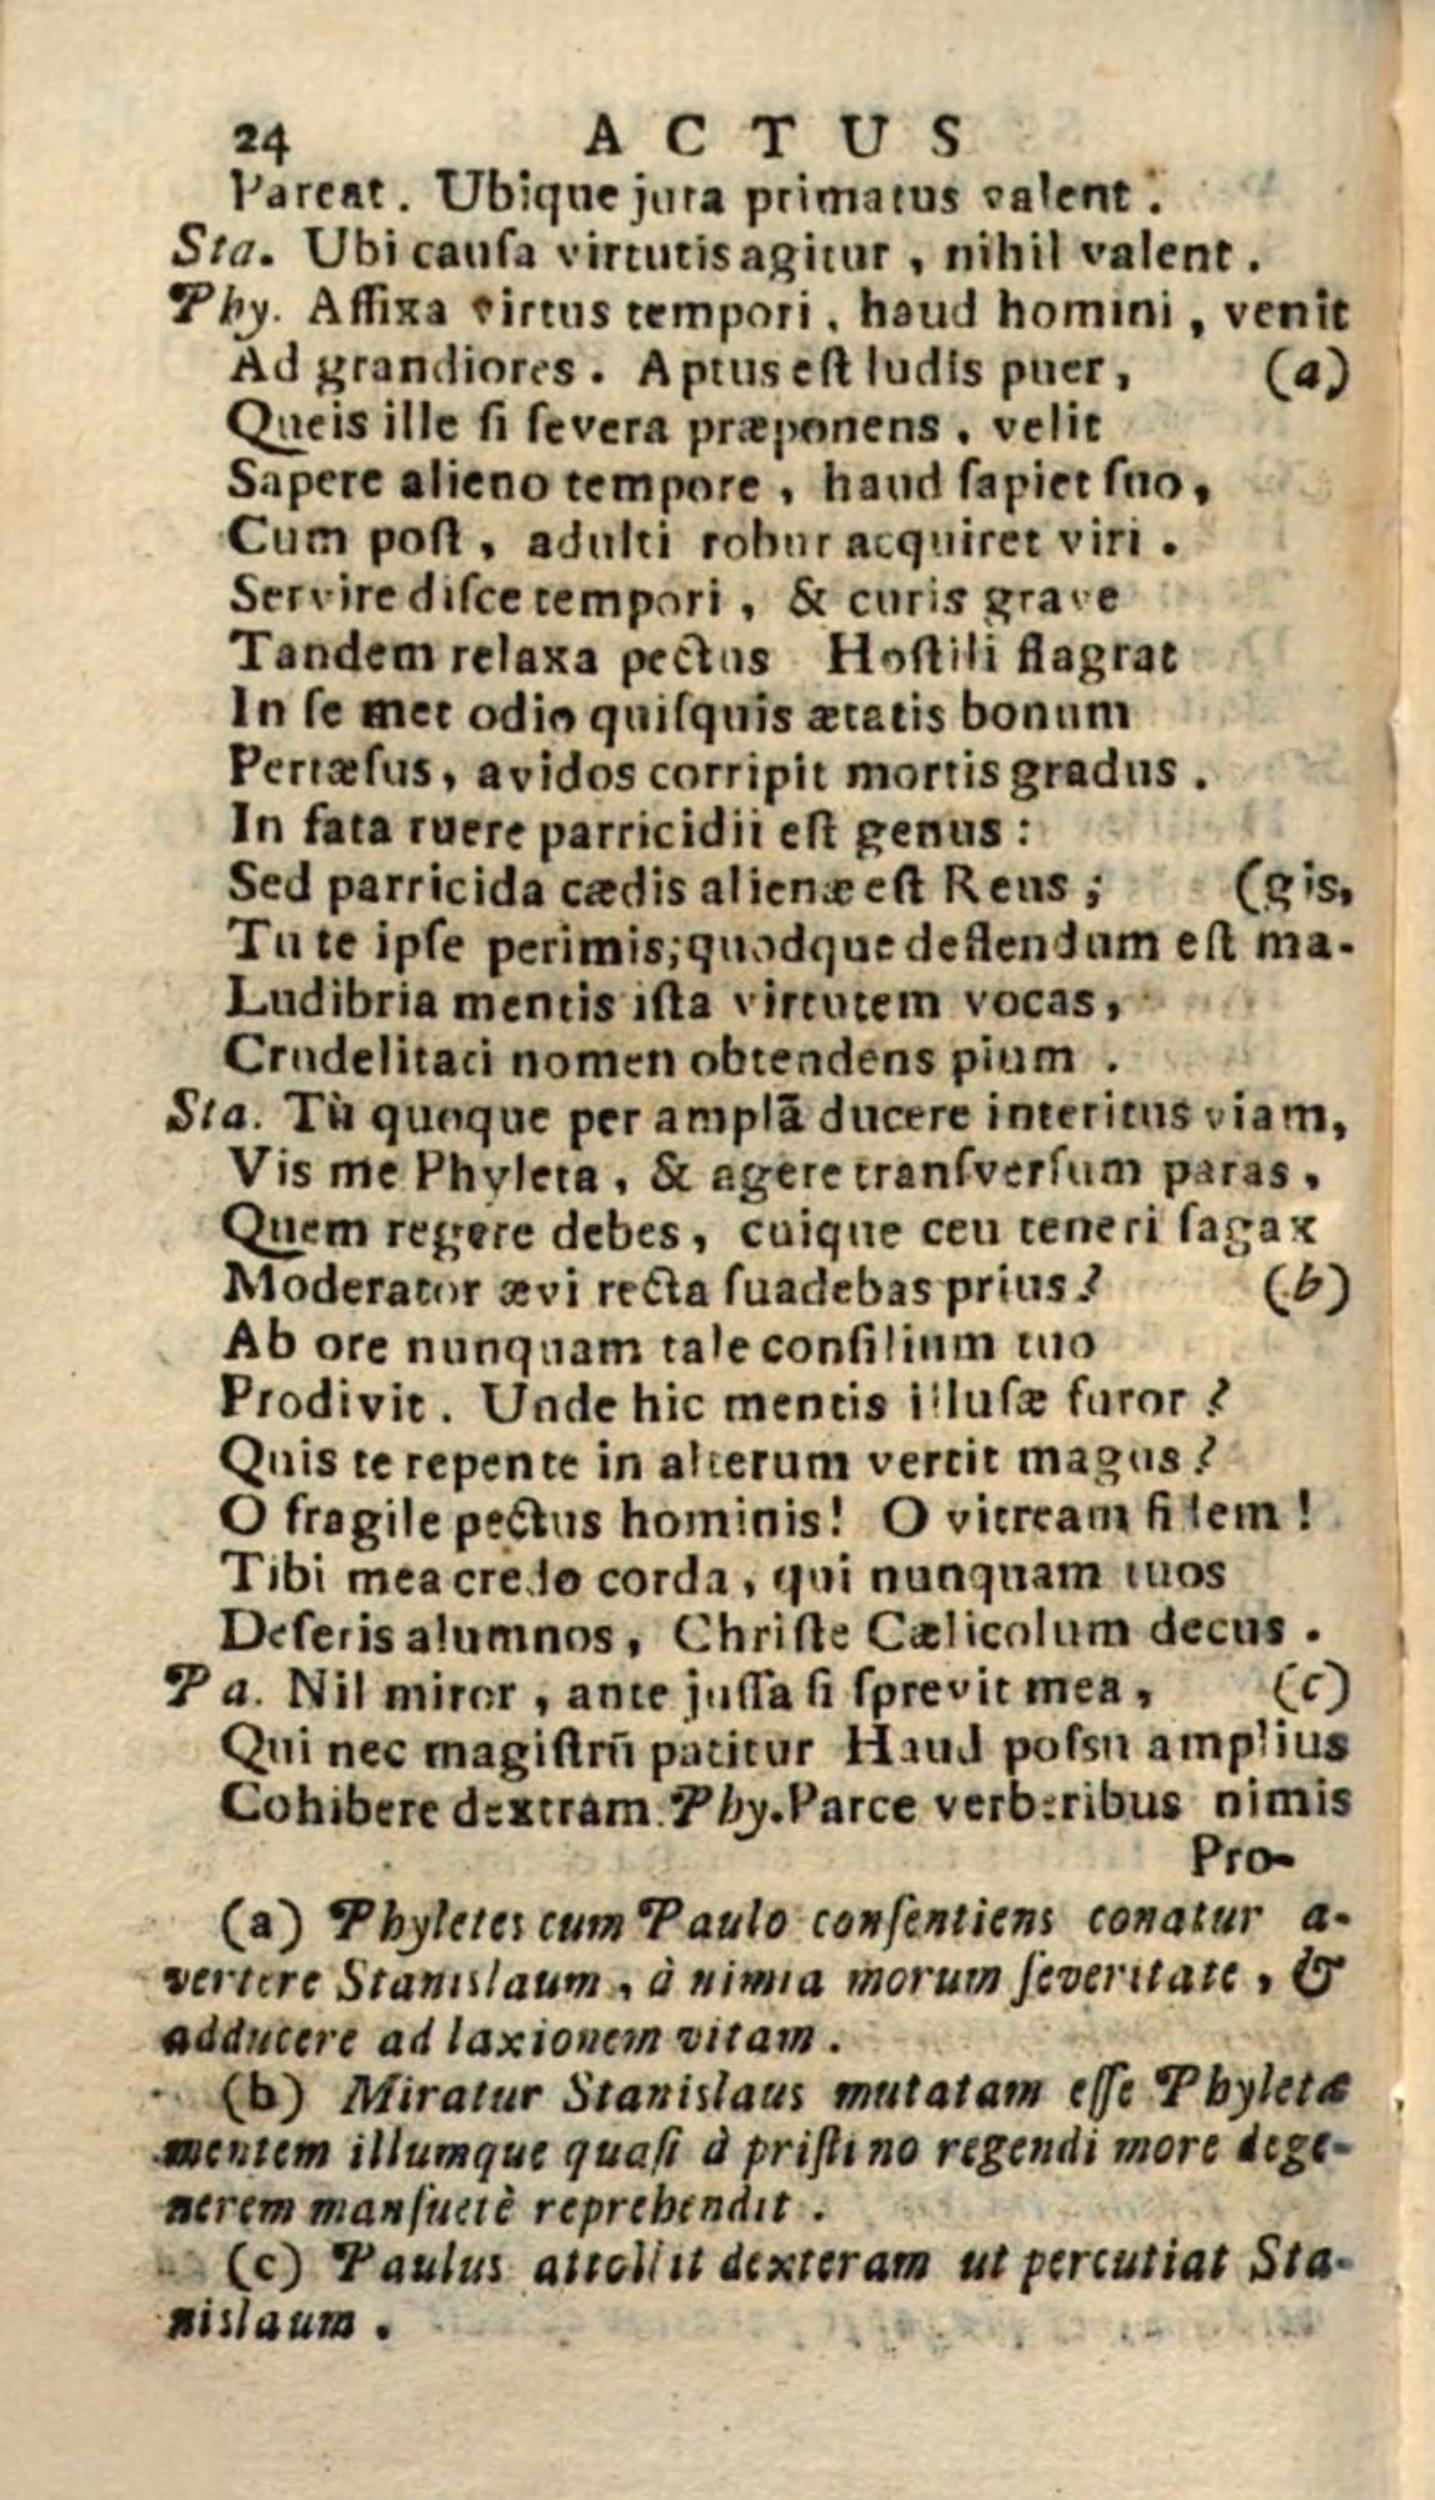 24 ACTUS
Pareat. Ubique jura primatus valent.
Sta. Ubi cauſa virtutis agitur, nihil valent.
Phy. Affixa virtus tempori, haud homini, venit
Ad grandiores. Aptus eſt ludis puer, (a)
Queis ille ſi ſevera præponens, velit
Sapere alieno tempore, haud ſapiet ſuo,
Cum poſt, adulti robur acquiret viri.
Servire diſce tempori, & curis grave
Tandem relaxa pectus Hoſtili flagrat
In ſe met odio quiſquis ætatis bonum
Pertæſus, avidos corripit mortis gradus.
In fata ruere parricidii eſt genus:
Sed parricida cædis alienæ eſt Reus; (gis,
Tu te ipſe perimis; quodque deflendum eſt ma-
Ludibria mentis iſta virtutem vocas,
Crudelitati nomen obtendens pium.
Sta. Tù quoque per amplā ducere interitus viam,
Vis me Phyleta, & agere tranſverſum paras,
Quem regere debes, cuique ceu teneri ſagax
Moderator ævi recta ſuadebas prius? (b)
Ab ore nunquam tale conſilium tuo
Prodivit. Unde hic mentis illuſæ furor?
Quis te repente in alterum vertit magus?
O fragile pectus hominis! O vitream fidem!
Tibi mea credo corda, qui nunquam tuos
Deſeris alumnos, Chriſte Cælicolum decus.
Pa. Nil miror, ante juſſa ſi ſprevit mea, (c)
Qui nec magiſtrū patitur Haud poſsu amplius
Cohibere dextram. Phy. Parce verberibus nimis
Pro-
(a) Phyletes cum Paulo conſentiens conatur a-
vertere Stanislaum, à nimia morum ſeveritate, &
adducere ad laxionem vitam.
(b) Miratur Stanislaus mutatam eſſe Phyletæ
mentem illumque quaſi à priſtino regendi more dege-
nerem manſuetè reprehendit.
(c) Paulus attollit dexteram ut percutiat Sta-
nislaum.